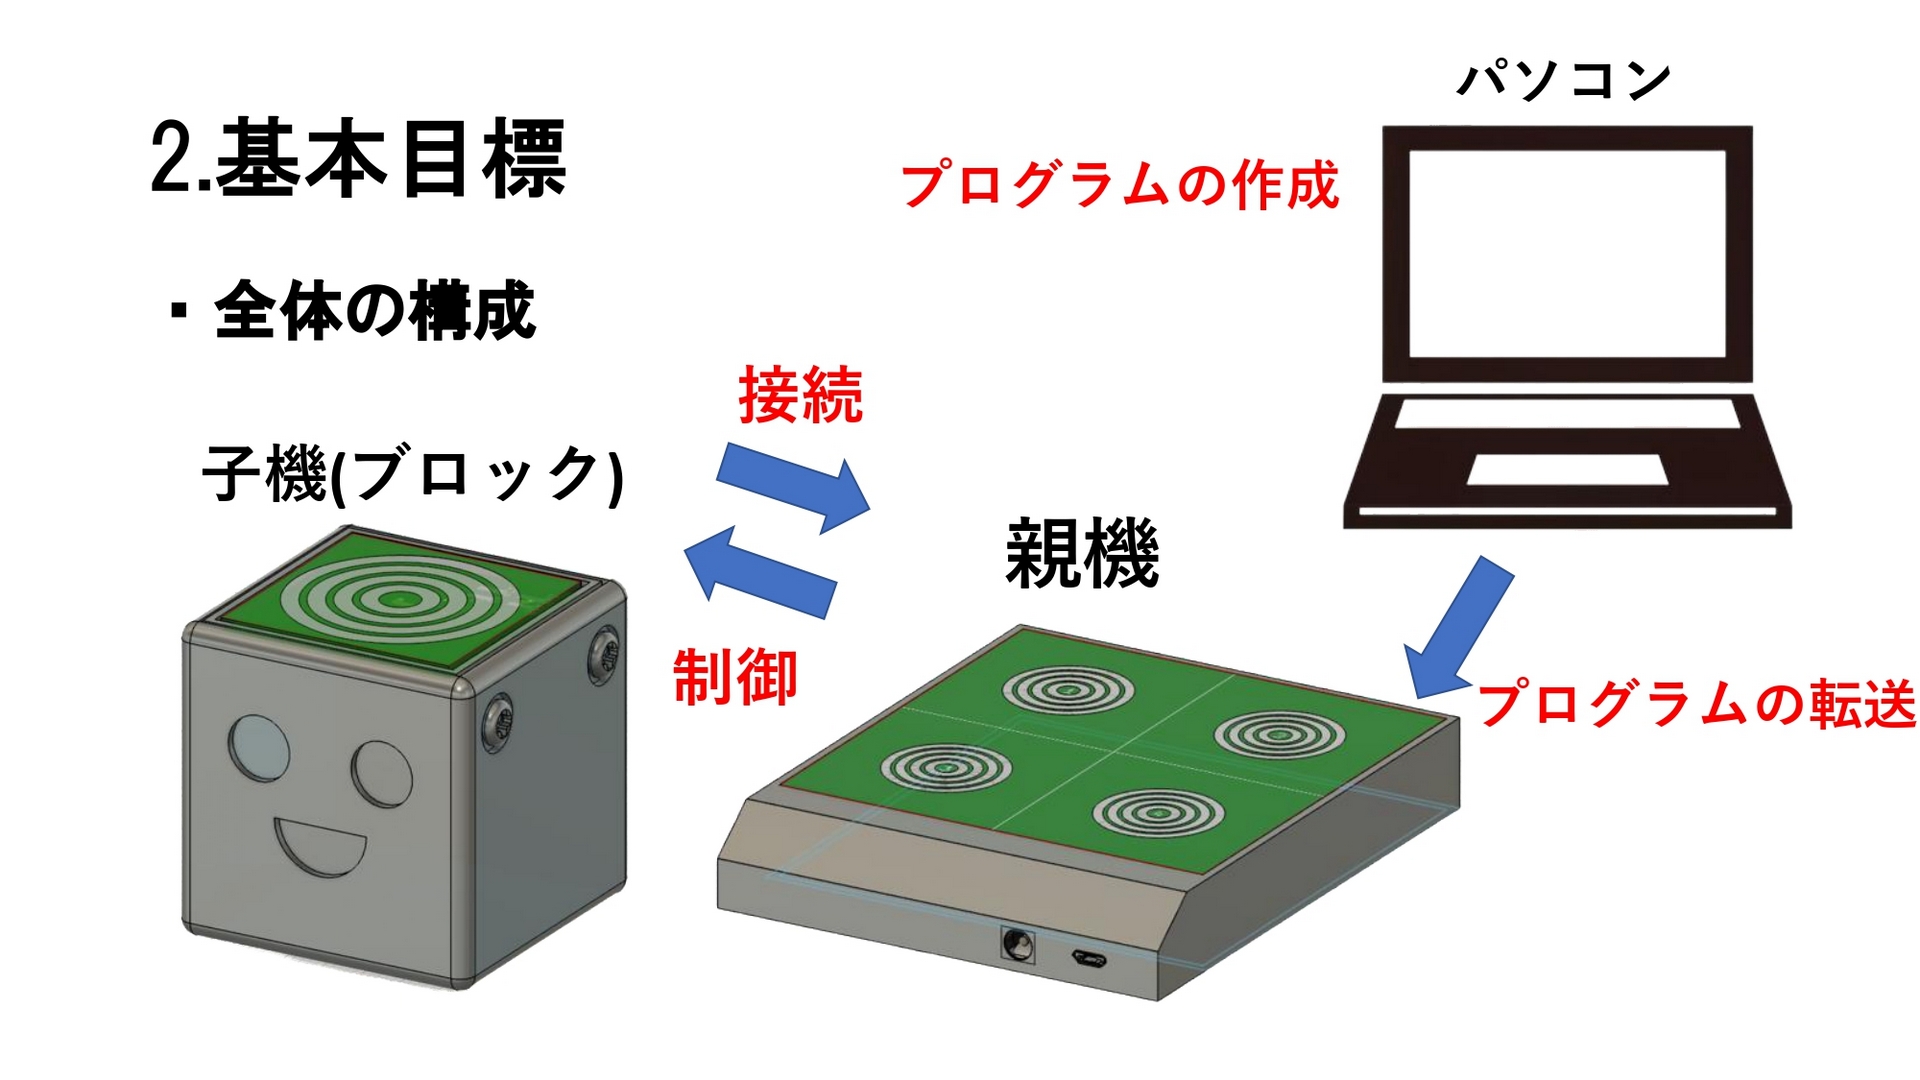 2.基本目標
▪全体の構成
パソコン
プログラムの作成
接続
子機(ブロック)
親機
制御
プログラムの転送